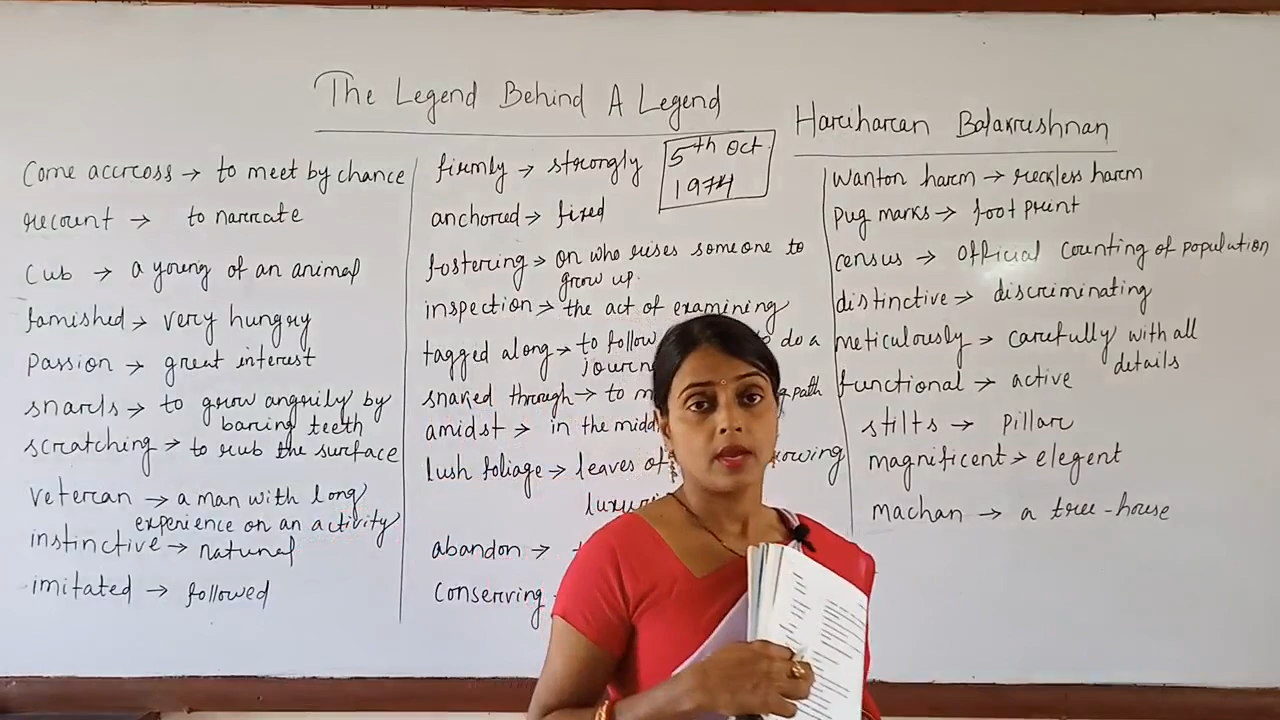 The Legend Behind A Legend
Hariharan Balakrushnan
5th Oct.
1974
Come accross → to meet by chance
recount → to narrate
Cub → a young of an animal
famished → very hungry
Passion → great interest
snarls → to grow angrily by
baring teeth
scratching → to rub the surface
veteran → a man with long
experience on an activity
instinctive → natural
imitated → followed
firmly → strongly
anchored → fixed
fostering → on who rises someone to
grow up.
inspection → the act of examining
tagged along → to follow to do a
snaked through → to path
amidst → in the
lush foliage → leaves of
abandon →
Conserving
wanton harm → reckless harm
pug marks → foot print
census → official counting of population
distinctive → discriminating
meticulously → carefully with all
details
functional → active
stilts → pillar
magnificent → elegent
machan → a tree-house